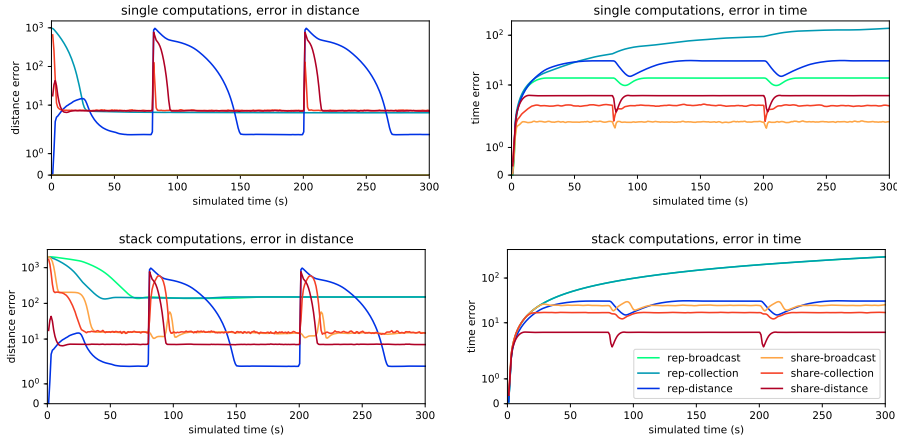 single computations, error in distance
distance error
10³
10²
10¹
10⁰
0
0 50 100 150 200 250 300
simulated time (s)
single computations, error in time
time error
10²
10¹
10⁰
0
0 50 100 150 200 250 300
simulated time (s)
stack computations, error in distance
distance error
10³
10²
10¹
10⁰
0
0 50 100 150 200 250 300
simulated time (s)
stack computations, error in time
time error
10²
10¹
10⁰
0
rep-broadcast
rep-collection
rep-distance
share-broadcast
share-collection
share-distance
0 50 100 150 200 250 300
simulated time (s)